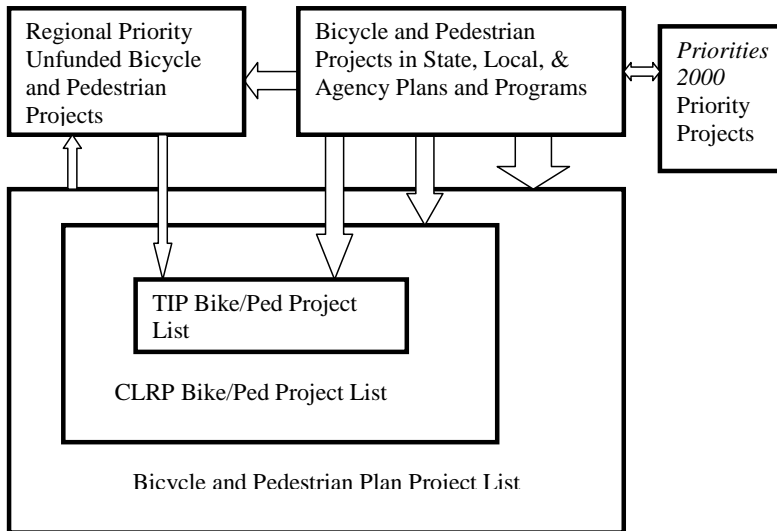 Regional Priority
Unfunded Bicycle
and Pedestrian
Projects
Bicycle and Pedestrian
Projects in State, Local, &
Agency Plans and Programs
Priorities
2000
Priority
Projects
TIP Bike/Ped Project
List
CLRP Bike/Ped Project List
Bicycle and Pedestrian Plan Project List